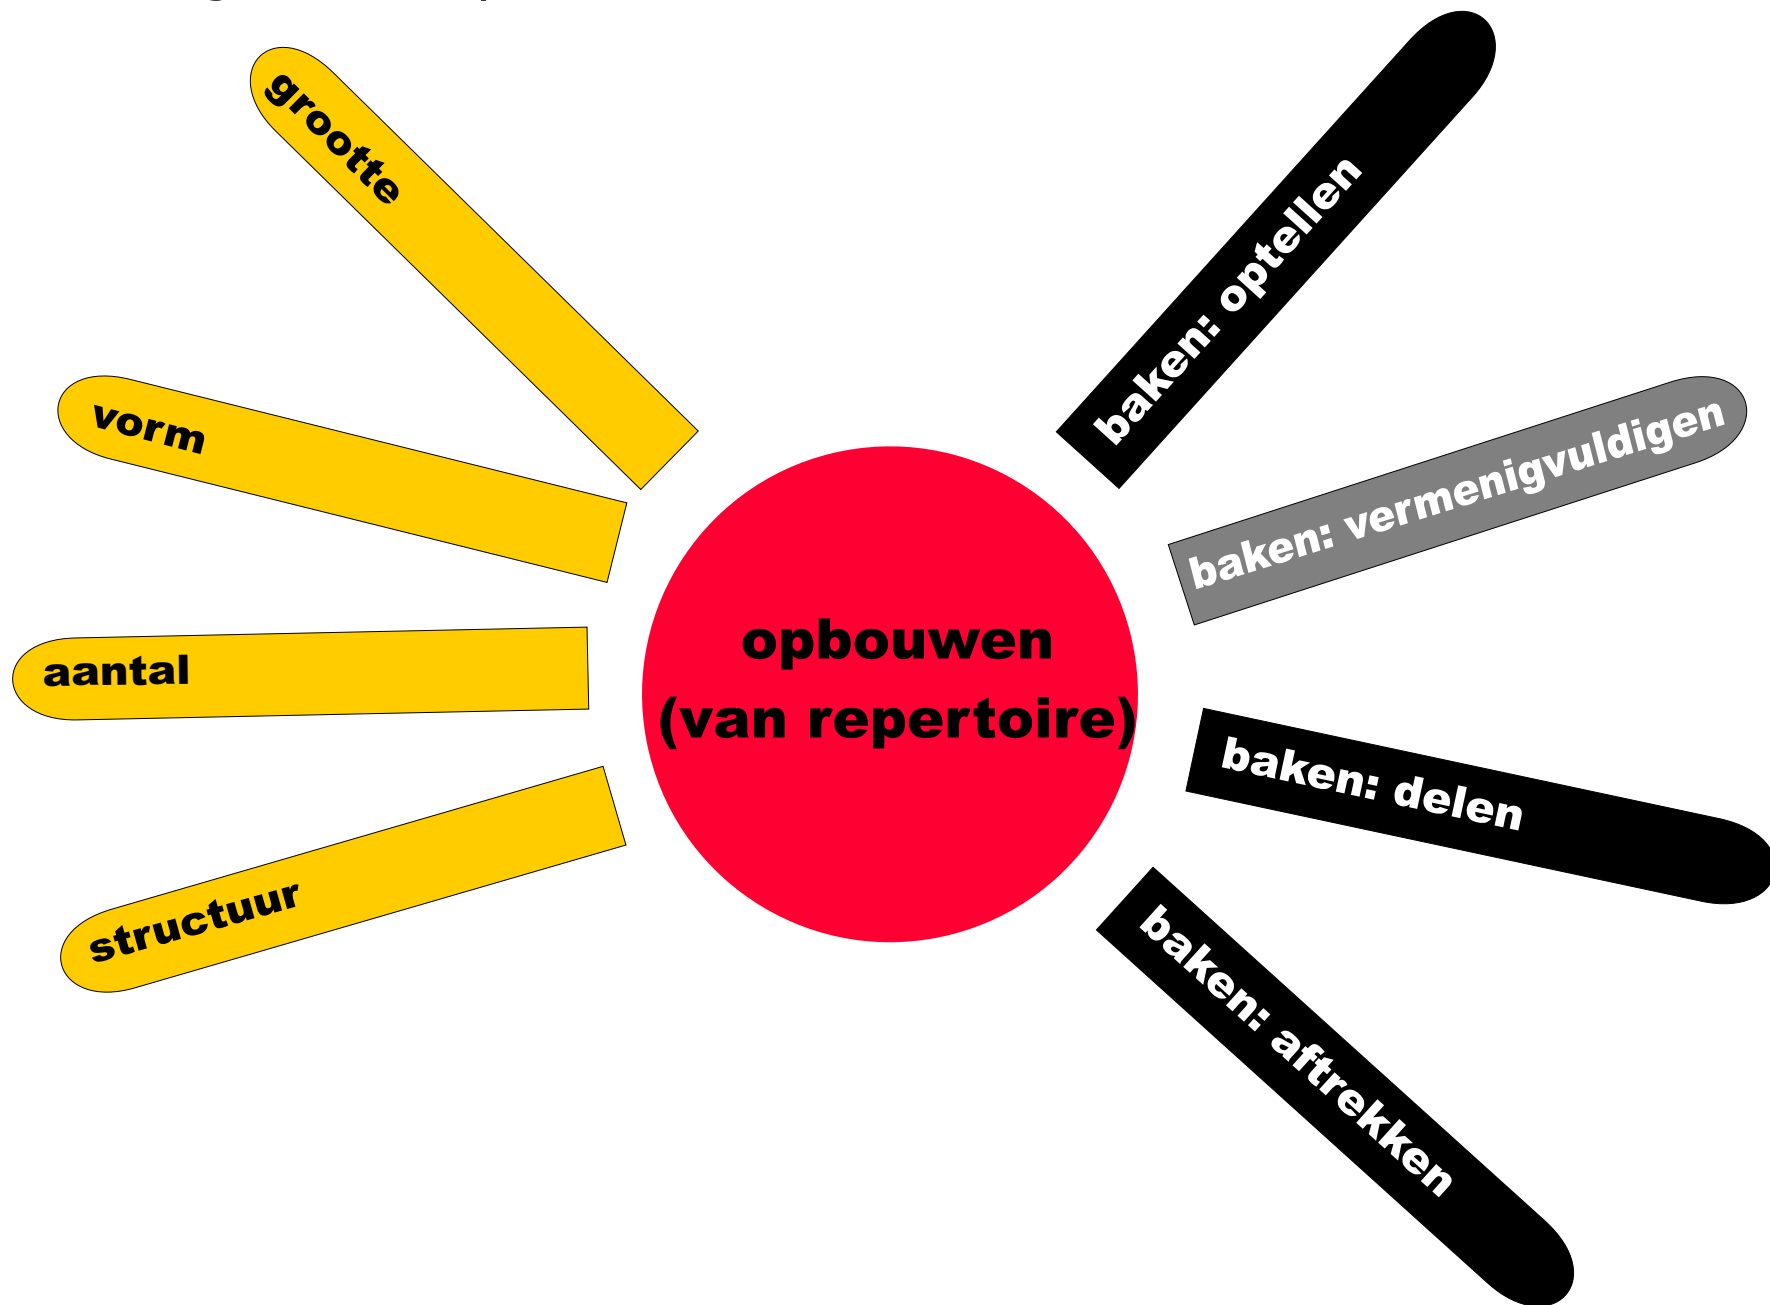 grootte
vorm
aantal
structuur
opbouwen
(van repertoire)
baken: optellen
baken: vermenigvuldigen
baken: delen
baken: aftrekken